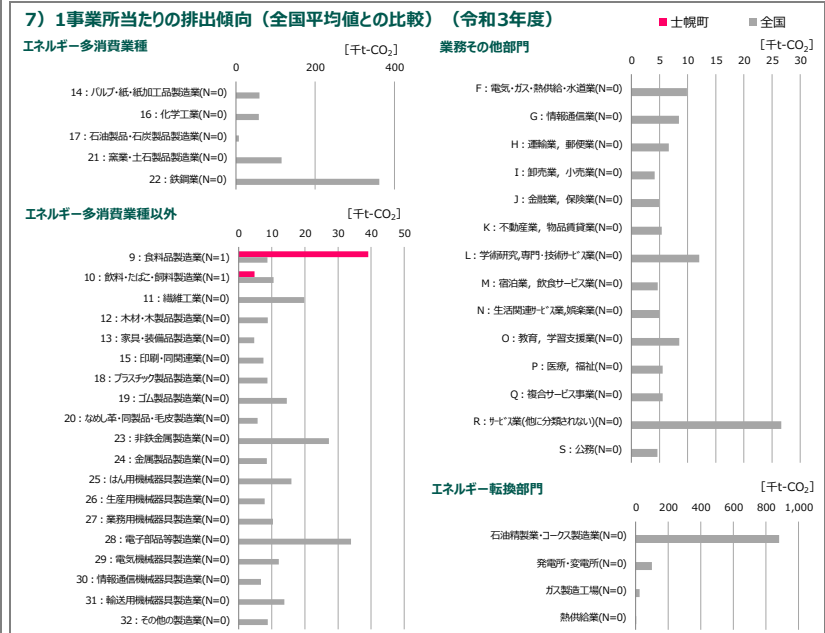 7）1事業所当たりの排出傾向（全国平均値との比較）（令和3年度）
■士幌町 ■全国
エネルギー多消費業種
［千t-CO₂］
0 200 400
14：パルプ・紙・紙加工品製造業(N=0)
16：化学工業(N=0)
17：石油製品・石炭製品製造業(N=0)
21：窯業・土石製品製造業(N=0)
22：鉄鋼業(N=0)
エネルギー多消費業種以外
［千t-CO₂］
0 10 20 30 40 50
9：食料品製造業(N=1)
10：飲料・たばこ・飼料製造業(N=1)
11：繊維工業(N=0)
12：木材・木製品製造業(N=0)
13：家具・装備品製造業(N=0)
15：印刷・同関連業(N=0)
18：プラスチック製品製造業(N=0)
19：ゴム製品製造業(N=0)
20：なめし革・同製品・毛皮製造業(N=0)
23：非鉄金属製造業(N=0)
24：金属製品製造業(N=0)
25：はん用機械器具製造業(N=0)
26：生産用機械器具製造業(N=0)
27：業務用機械器具製造業(N=0)
28：電子部品等製造業(N=0)
29：電気機械器具製造業(N=0)
30：情報通信機械器具製造業(N=0)
31：輸送用機械器具製造業(N=0)
32：その他の製造業(N=0)
業務その他部門
［千t-CO₂］
0 5 10 15 20 25 30
F：電気・ガス・熱供給・水道業(N=0)
G：情報通信業(N=0)
H：運輸業，郵便業(N=0)
I：卸売業，小売業(N=0)
J：金融業，保険業(N=0)
K：不動産業，物品賃貸業(N=0)
L：学術研究,専門・技術ｻｰﾋﾞｽ業(N=0)
M：宿泊業，飲食サービス業(N=0)
N：生活関連ｻｰﾋﾞｽ業,娯楽業(N=0)
O：教育，学習支援業(N=0)
P：医療，福祉(N=0)
Q：複合サービス事業(N=0)
R：ｻｰﾋﾞｽ業(他に分類されない)(N=0)
S：公務(N=0)
エネルギー転換部門
［千t-CO₂］
0 200 400 600 800 1,000
石油精製業・コークス製造業(N=0)
発電所・変電所(N=0)
ガス製造工場(N=0)
熱供給業(N=0)